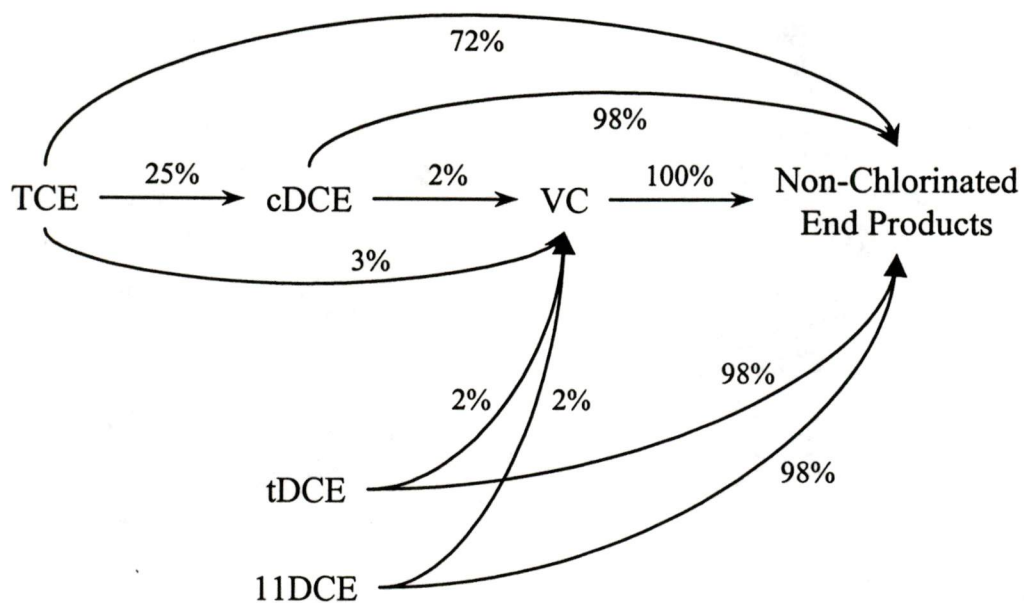 72%
98%
TCE
25%
cDCE
2%
VC
100%
Non-Chlorinated
End Products
3%
2%
2%
98%
tDCE
98%
11DCE